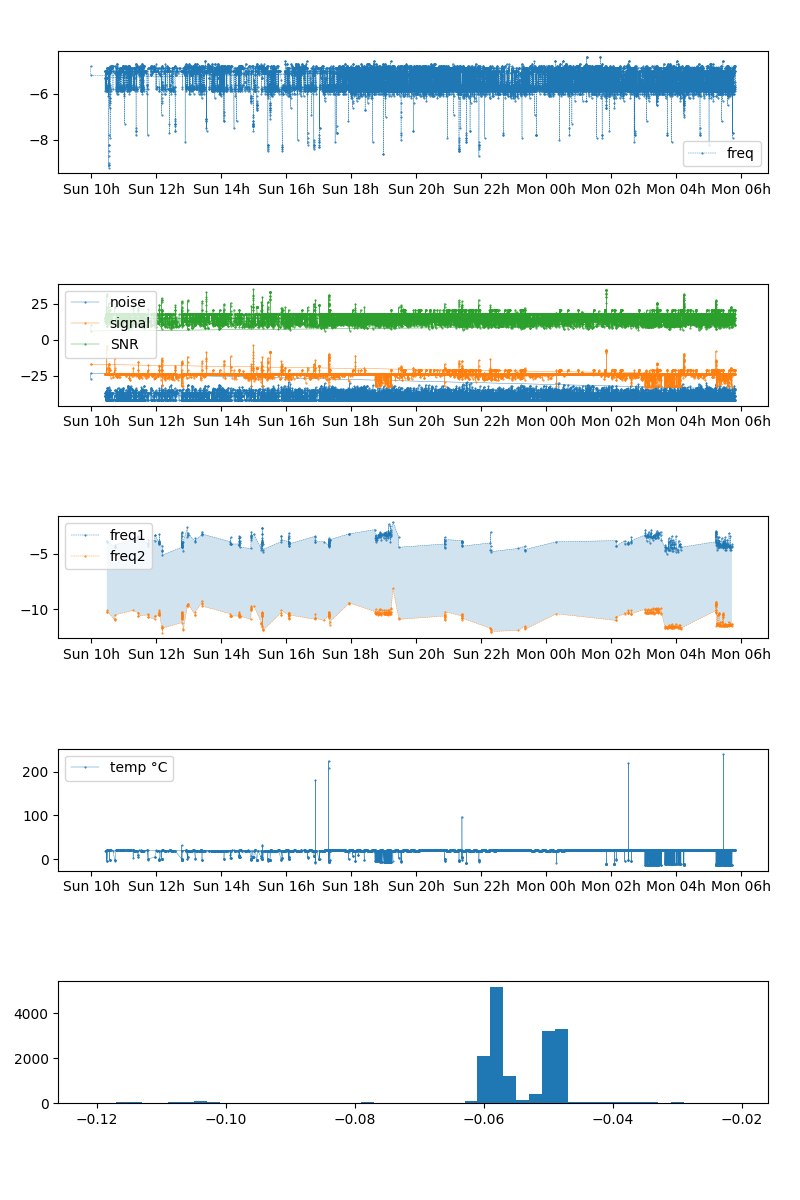 −6
−8
freq
Sun 10h Sun 12h Sun 14h Sun 16h Sun 18h Sun 20h Sun 22h Mon 00h Mon 02h Mon 04h Mon 06h
25
0
−25
noise
signal
SNR
Sun 10h Sun 12h Sun 14h Sun 16h Sun 18h Sun 20h Sun 22h Mon 00h Mon 02h Mon 04h Mon 06h
−5
−10
freq1
freq2
Sun 10h Sun 12h Sun 14h Sun 16h Sun 18h Sun 20h Sun 22h Mon 00h Mon 02h Mon 04h Mon 06h
200
100
0
temp °C
Sun 10h Sun 12h Sun 14h Sun 16h Sun 18h Sun 20h Sun 22h Mon 00h Mon 02h Mon 04h Mon 06h
4000
2000
0
−0.12 −0.10 −0.08 −0.06 −0.04 −0.02